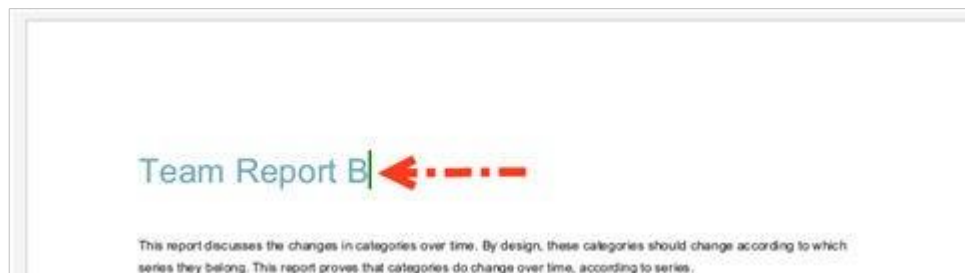 Team Report B
This report discusses the changes in categories over time. By design, these categories should change according to which
series they belong. This report proves that categories do change over time, according to series.